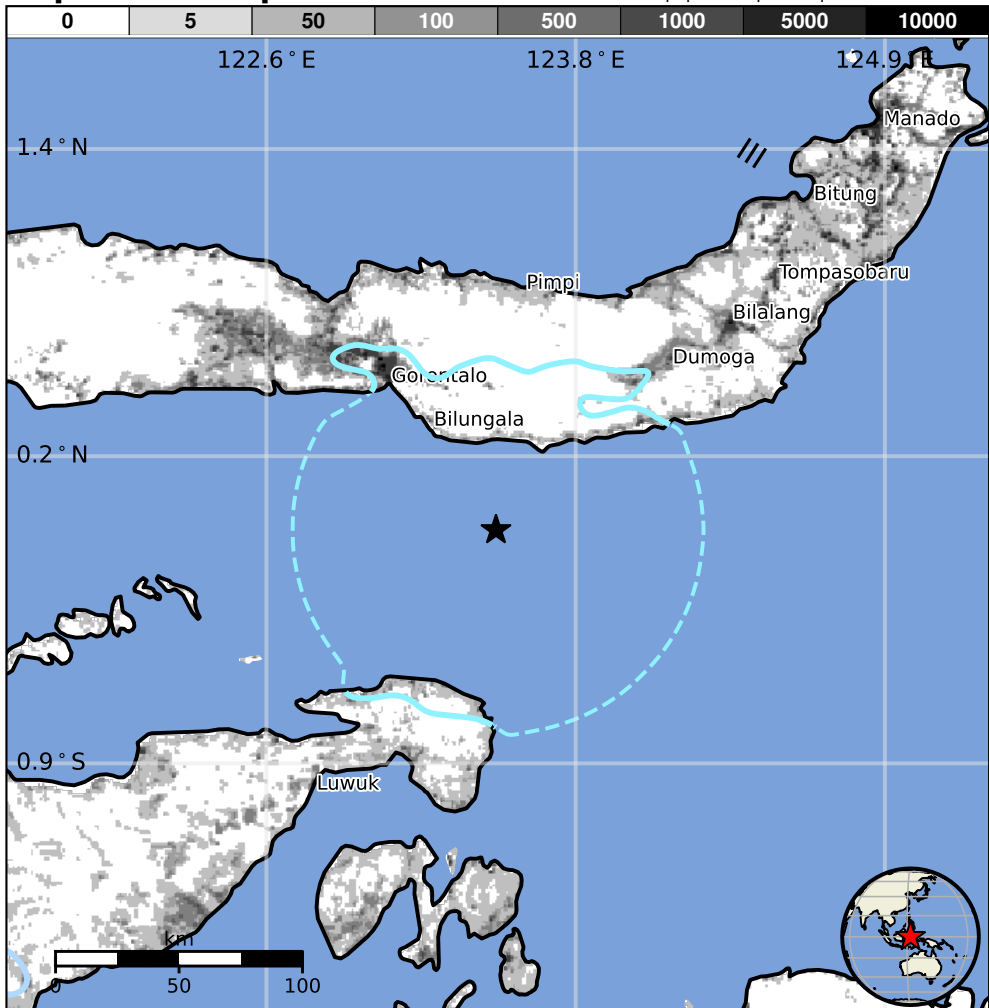 0 5 50 100 500 1000 5000 10000
122.6°E 123.8°E 124.9°E
Manado
1.4°N
Bitung
Tompasobaru
Pimpi
Bilalang
Dumoga
Gorontalo
Bilungala
0.2°N
0.9°S
Luwuk
km
0 50 100